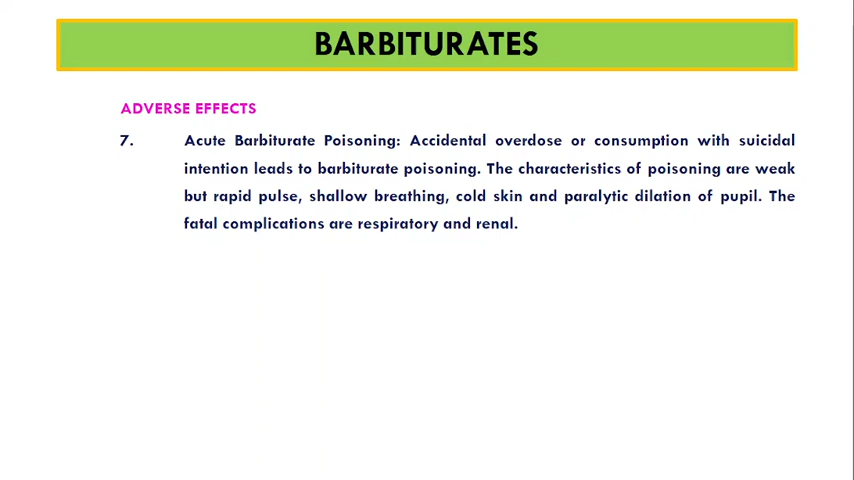 BARBITURATES
ADVERSE EFFECTS
7. Acute Barbiturate Poisoning: Accidental overdose or consumption with suicidal
intention leads to barbiturate poisoning. The characteristics of poisoning are weak
but rapid pulse, shallow breathing, cold skin and paralytic dilation of pupil. The
fatal complications are respiratory and renal.